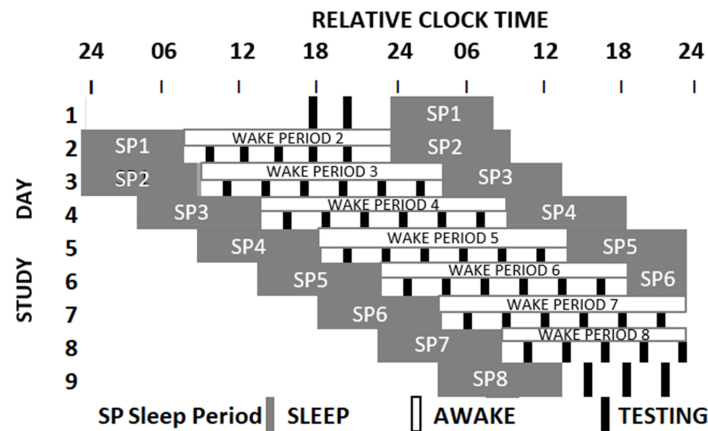 RELATIVE CLOCK TIME
24 06 12 18 24 06 12 18 24
1 SP1
SP1 WAKE PERIOD 2 SP2
2
SP2 WAKE PERIOD 3 SP3
3
SP3 WAKE PERIOD 4 SP4
4
SP4 WAKE PERIOD 5 SP5
5
SP5 WAKE PERIOD 6 SP6
6
SP6 WAKE PERIOD 7
7
SP7 WAKE PERIOD 8
8
9 SP8
STUDY DAY
SP Sleep Period SLEEP AWAKE TESTING